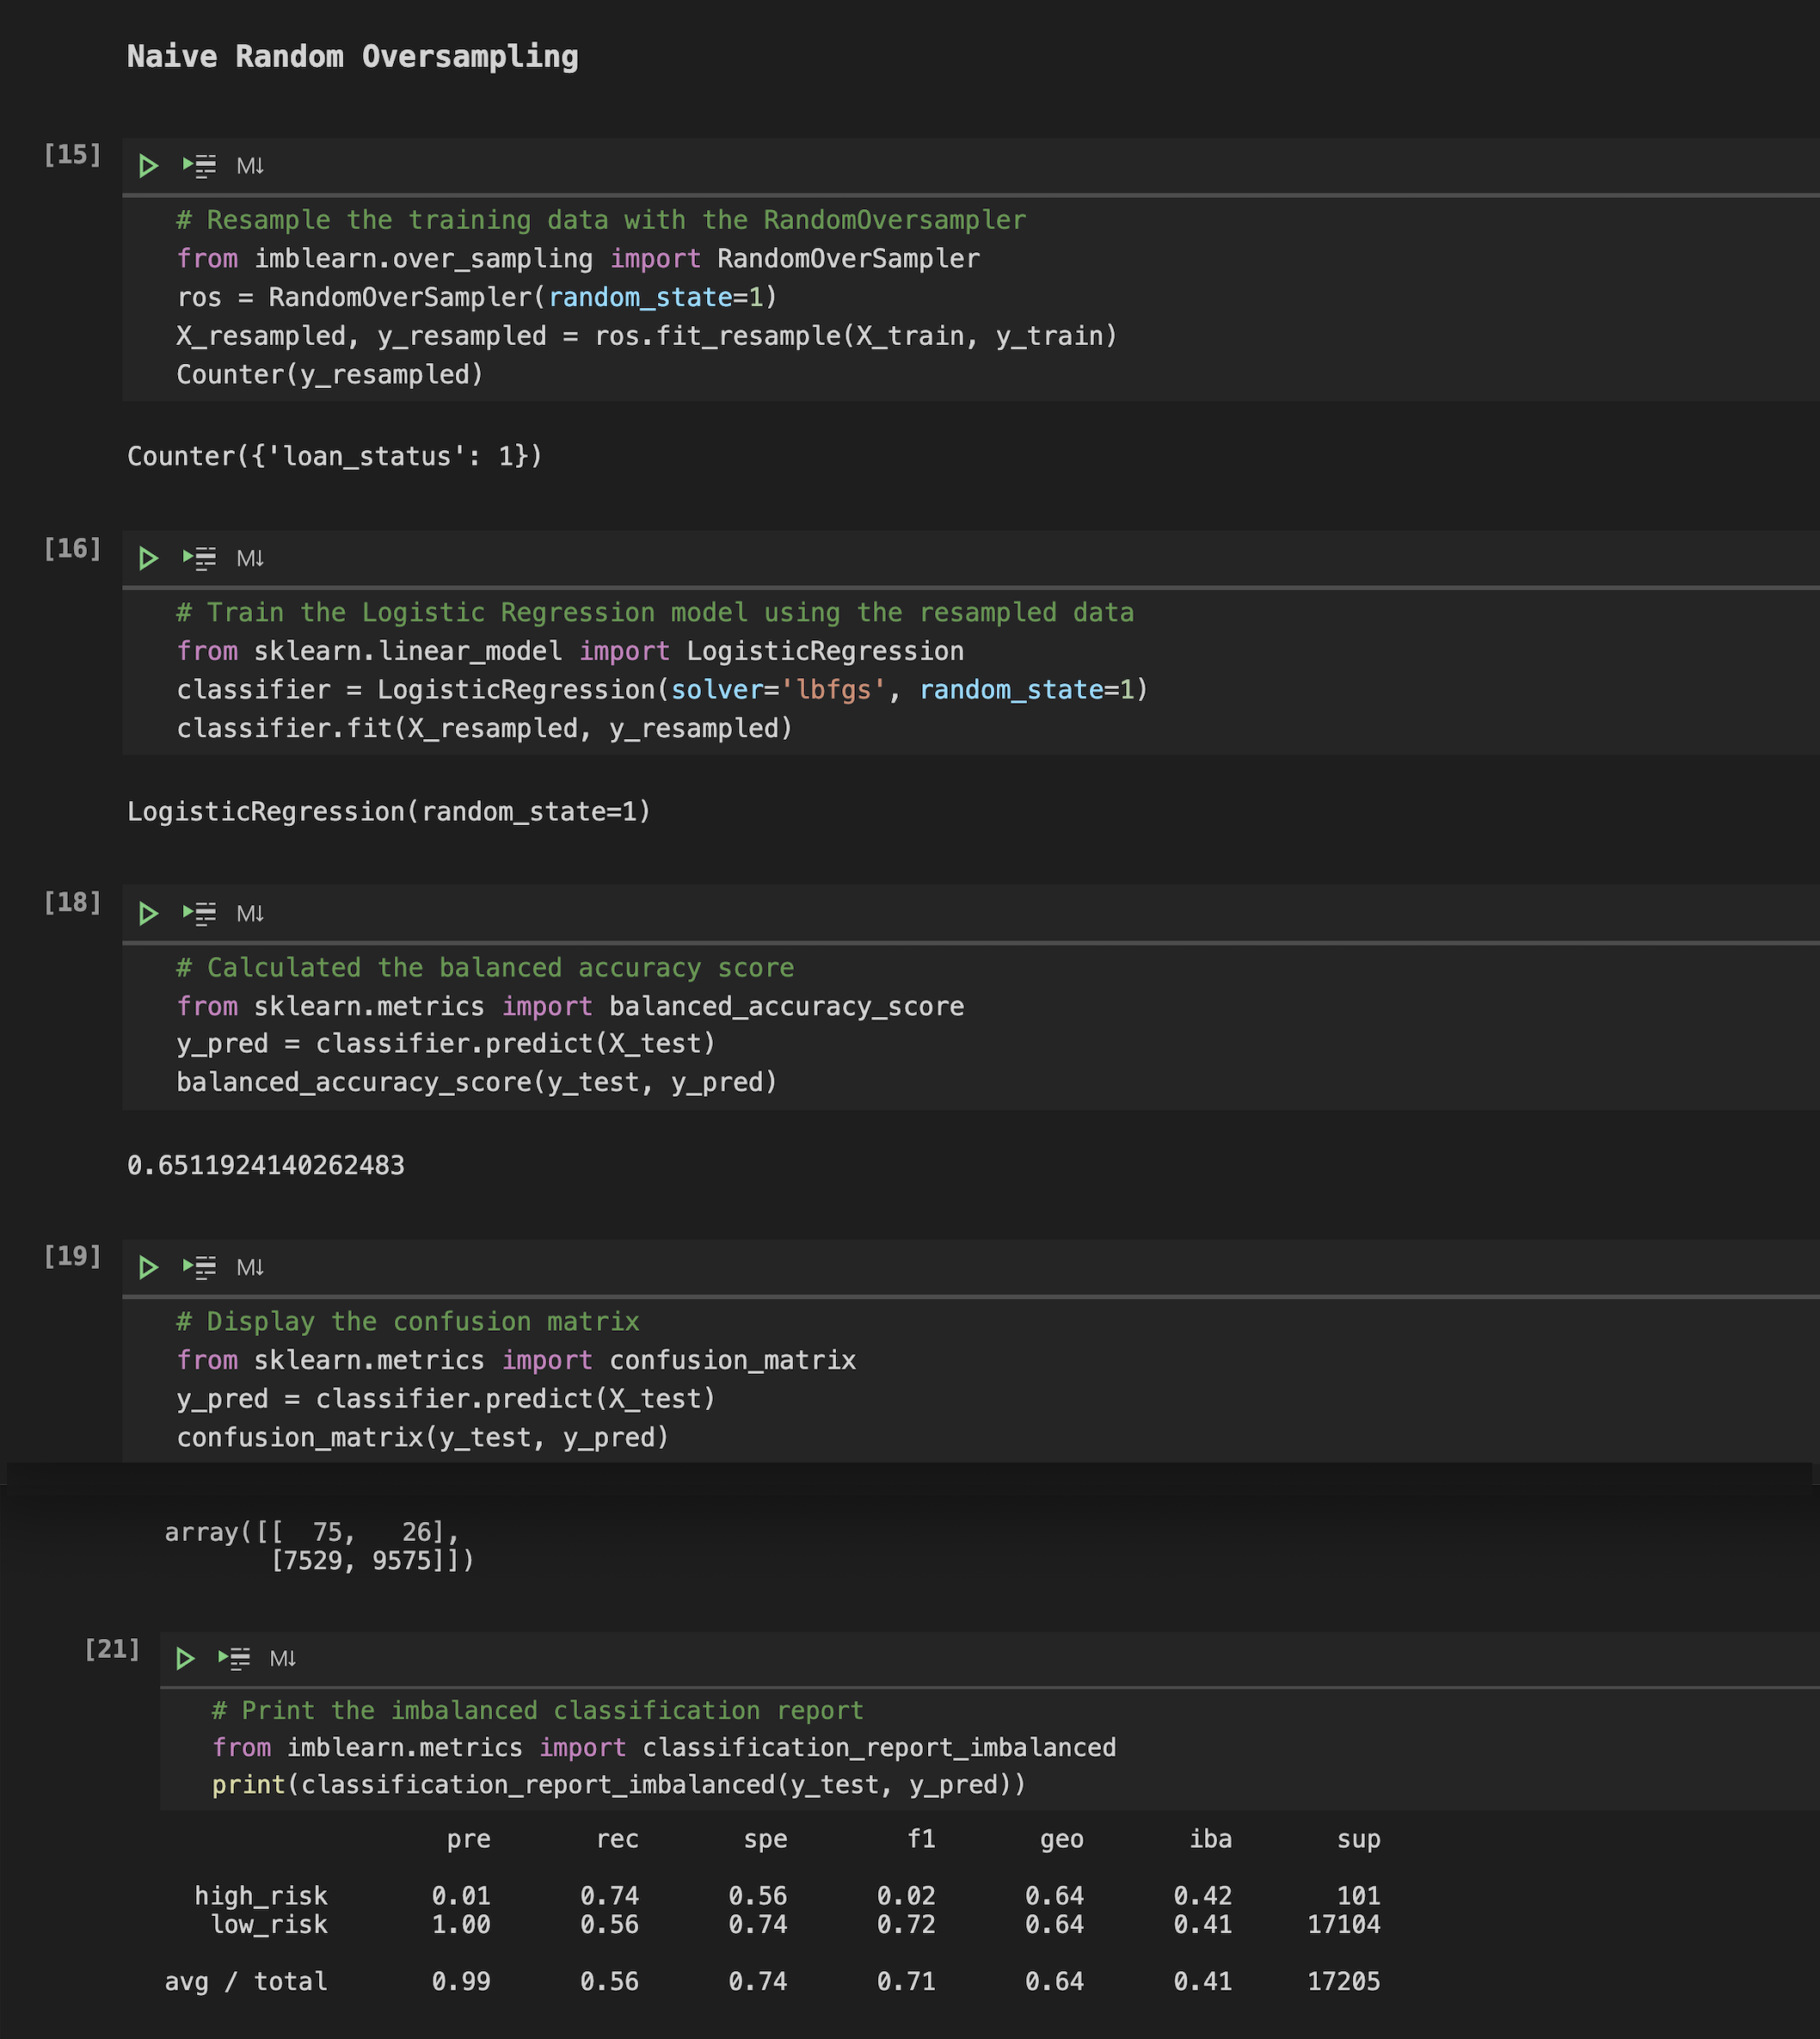 Naive Random Oversampling
[15]
M↓
# Resample the training data with the RandomOversampler
from imblearn.over_sampling import RandomOverSampler
ros = RandomOverSampler(random_state=1)
X_resampled, y_resampled = ros.fit_resample(X_train, y_train)
Counter(y_resampled)
Counter({'loan_status': 1})
[16]
M↓
# Train the Logistic Regression model using the resampled data
from sklearn.linear_model import LogisticRegression
classifier = LogisticRegression(solver='lbfgs', random_state=1)
classifier.fit(X_resampled, y_resampled)
LogisticRegression(random_state=1)
[18]
M↓
# Calculated the balanced accuracy score
from sklearn.metrics import balanced_accuracy_score
y_pred = classifier.predict(X_test)
balanced_accuracy_score(y_test, y_pred)
0.6511924140262483
[19]
M↓
# Display the confusion matrix
from sklearn.metrics import confusion_matrix
y_pred = classifier.predict(X_test)
confusion_matrix(y_test, y_pred)
array([[  75,   26],
       [7529, 9575]])
[21]
M↓
# Print the imbalanced classification report
from imblearn.metrics import classification_report_imbalanced
print(classification_report_imbalanced(y_test, y_pred))
pre rec spe f1 geo iba sup
high_risk 0.01 0.74 0.56 0.02 0.64 0.42 101
low_risk 1.00 0.56 0.74 0.72 0.64 0.41 17104
avg / total 0.99 0.56 0.74 0.71 0.64 0.41 17205